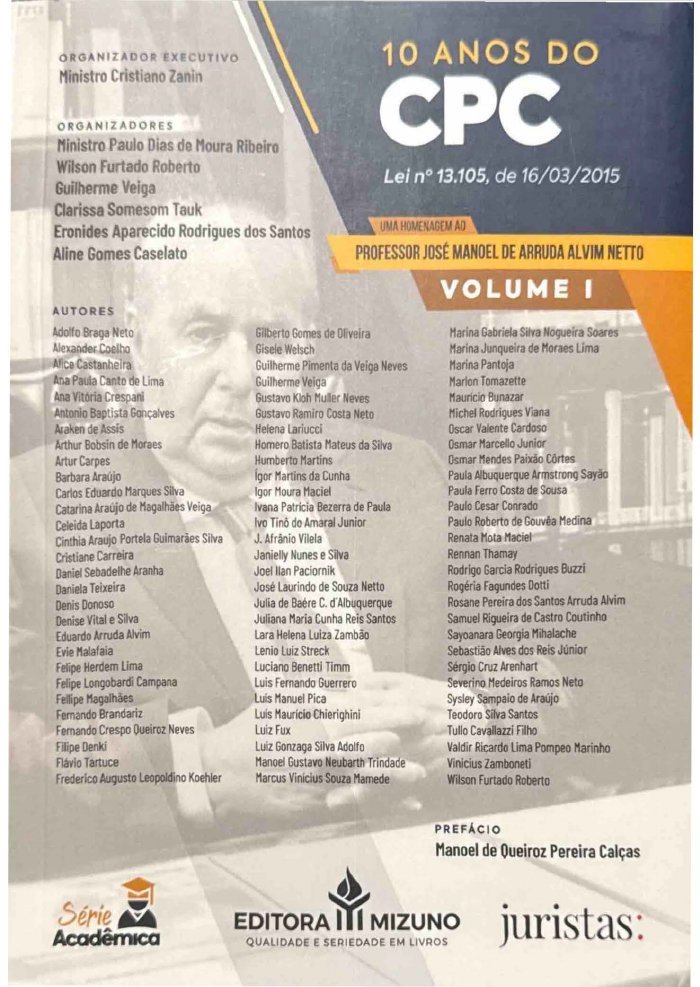 ORGANIZADOR EXECUTIVO
Ministro Cristiano Zanin
ORGANIZADORES
Ministro Paulo Dias de Moura Ribeiro
Wilson Furtado Roberto
Guilherme Veiga
Clarissa Somesom Tauk
Eronides Aparecido Rodrigues dos Santos
Aline Gomes Caselato
10 ANOS DO
CPC
Lei nº 13.105, de 16/03/2015
UMA HOMENAGEM AO
PROFESSOR JOSÉ MANOEL DE ARRUDA ALVIM NETTO
VOLUME I
AUTORES
Adolfo Braga Neto
Alexander Coelho
Alice Castanheira
Ana Paula Canto de Lima
Ana Vitória Crespani
Antonio Baptista Gonçalves
Araken de Assis
Arthur Bobsin de Moraes
Artur Carpes
Barbara Araújo
Carlos Eduardo Marques Silva
Catarina Araújo de Magalhães Veiga
Celeida Laporta
Cinthia Araujo Portela Guimarães Silva
Cristiane Carreira
Daniel Sebadelhe Aranha
Daniela Teixeira
Denis Donoso
Denise Vital e Silva
Eduardo Arruda Alvim
Evie Malafaia
Felipe Herdem Lima
Felipe Longobardi Campana
Fellipe Magalhães
Fernando Brandariz
Fernando Crespo Queiroz Neves
Filipe Denki
Flávio Tartuce
Frederico Augusto Leopoldino Koehler
Gilberto Gomes de Oliveira
Gisele Welsch
Guilherme Pimenta da Veiga Neves
Guilherme Veiga
Gustavo Kloh Muller Neves
Gustavo Ramiro Costa Neto
Helena Lariucci
Homero Batista Mateus da Silva
Humberto Martins
Ígor Martins da Cunha
Igor Moura Maciel
Ivana Patrícia Bezerra de Paula
Ivo Tinô do Amaral Junior
J. Afrânio Vilela
Janielly Nunes e Silva
Joel Ilan Paciornik
José Laurindo de Souza Netto
Julia de Baére C. d'Albuquerque
Juliana Maria Cunha Reis Santos
Lara Helena Luiza Zambão
Lenio Luiz Streck
Luciano Benetti Timm
Luis Fernando Guerrero
Luís Manuel Pica
Luís Maurício Chierighini
Luiz Fux
Luiz Gonzaga Silva Adolfo
Manoel Gustavo Neubarth Trindade
Marcus Vinícius Souza Mamede
Marina Gabriela Silva Nogueira Soares
Marina Junqueira de Moraes Lima
Marina Pantoja
Marlon Tomazette
Maurício Bunazar
Michel Rodrigues Viana
Oscar Valente Cardoso
Osmar Marcello Junior
Osmar Mendes Paixão Côrtes
Paula Albuquerque Armstrong Sayão
Paula Ferro Costa de Sousa
Paulo Cesar Conrado
Paulo Roberto de Gouvêa Medina
Renata Mota Maciel
Rennan Thamay
Rodrigo Garcia Rodrigues Buzzi
Rogéria Fagundes Dotti
Rosane Pereira dos Santos Arruda Alvim
Samuel Rigueira de Castro Coutinho
Sayoanara Georgia Mihalache
Sebastião Alves dos Reis Júnior
Sérgio Cruz Arenhart
Severino Medeiros Ramos Neto
Sysley Sampaio de Araújo
Teodoro Silva Santos
Tullo Cavallazzi Filho
Valdir Ricardo Lima Pompeo Marinho
Vinicius Zamboneti
Wilson Furtado Roberto
PREFÁCIO
Manoel de Queiroz Pereira Calças
Série
Acadêmica
EDITORA MIZUNO
QUALIDADE E SERIEDADE EM LIVROS
juristas: